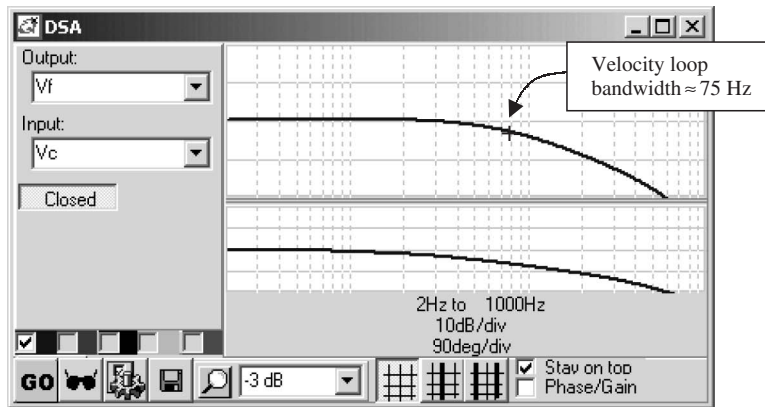 DSA
Output:
Vf
Input:
Vc
Closed
Velocity loop
bandwidth ≈ 75 Hz
2Hz to 1000Hz
10dB/div
90deg/div
GO
-3 dB
Stay on top
Phase/Gain